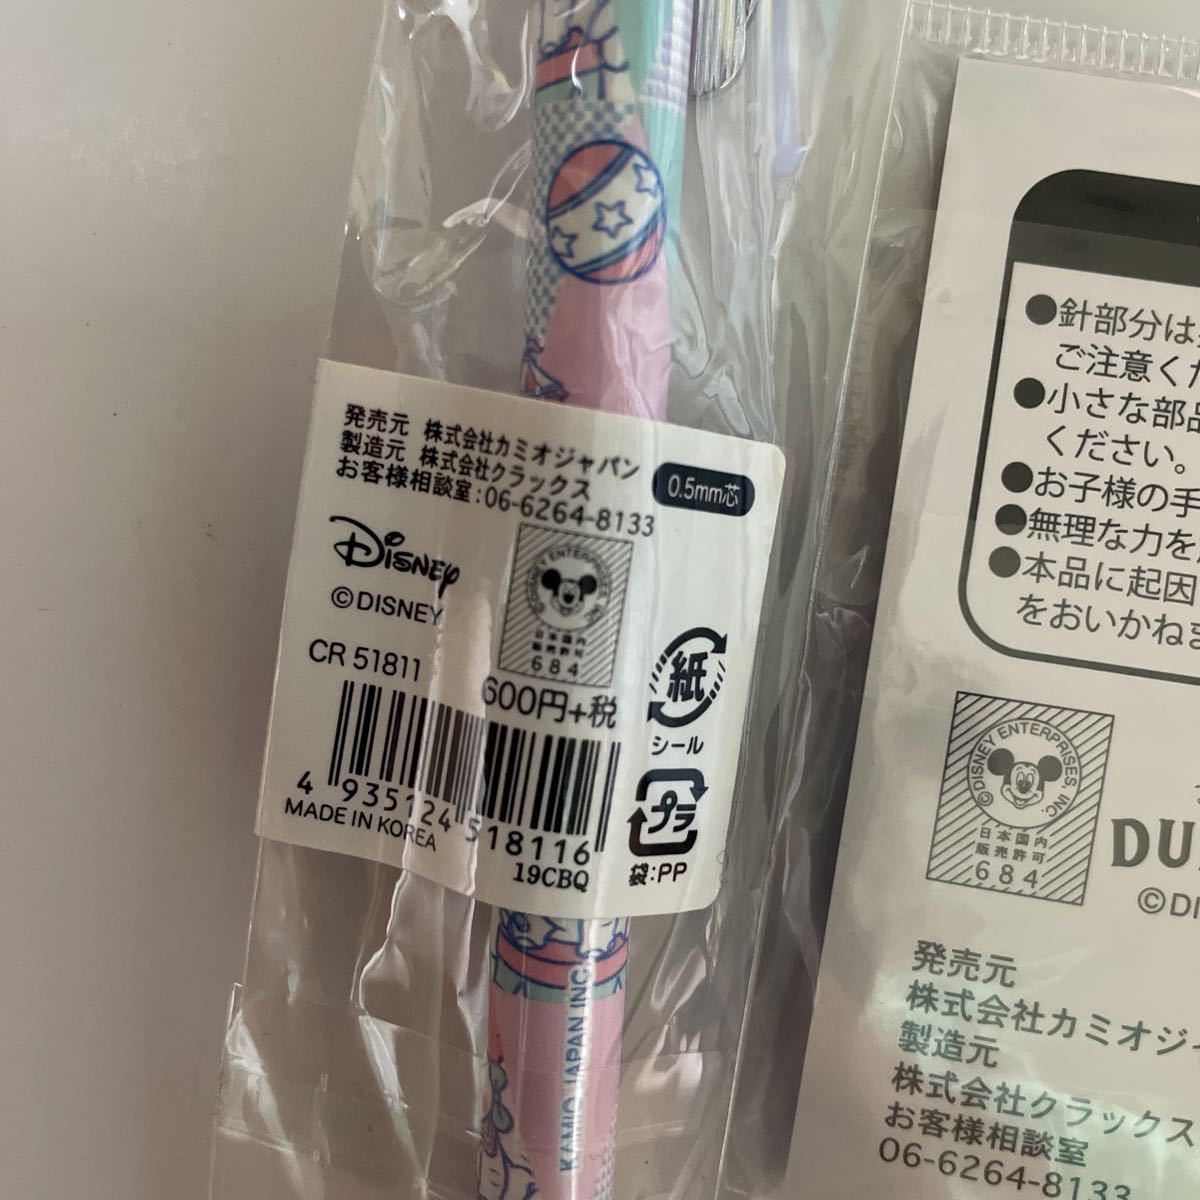 発売元 株式会社カミオジャパン
製造元 株式会社クラックス
お客様相談室:06-6264-8133
0.5mm芯
Disney
©DISNEY
DISNEY ENTERPRISES
日本国内
販売許可
684
CR 51811
600円+税
4 935124 518116
MADE IN KOREA
19CBQ
紙
シール
プラ
袋:PP
KAMIO JAPAN INC.
●針部分は
ご注意くだ
●小さな部品
ください。
●お子様の手
●無理な力を
●本品に起因
をおいかねま
©DISNEY ENTERPRISES, INC.
日本国内
販売許可
684
DU
©DI
発売元
株式会社カミオジ
製造元
株式会社クラックス
お客様相談室
06-6264-8133